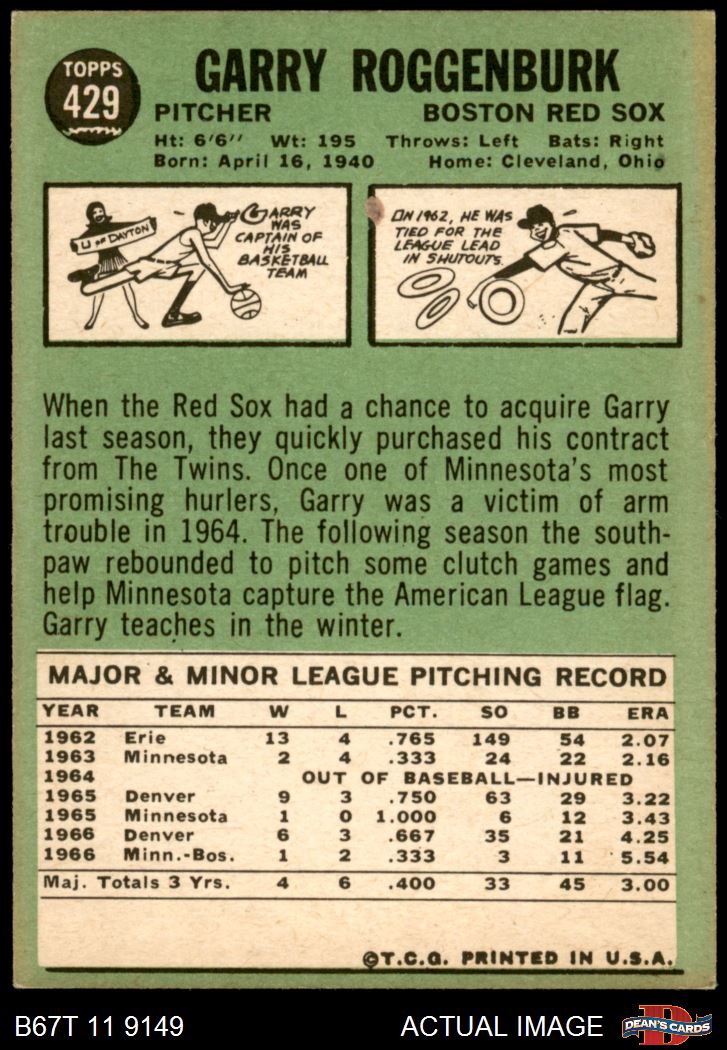 TOPPS
429
GARRY ROGGENBURK
PITCHER BOSTON RED SOX
Ht: 6'6" Wt: 195 Throws: Left Bats: Right
Born: April 16, 1940 Home: Cleveland, Ohio
U OF DAYTON
GARRY
WAS
CAPTAIN OF
HIS
BASKETBALL
TEAM
IN 1962, HE WAS
TIED FOR THE
LEAGUE LEAD
IN SHUTOUTS.
When the Red Sox had a chance to acquire Garry
last season, they quickly purchased his contract
from The Twins. Once one of Minnesota's most
promising hurlers, Garry was a victim of arm
trouble in 1964. The following season the south-
paw rebounded to pitch some clutch games and
help Minnesota capture the American League flag.
Garry teaches in the winter.
MAJOR & MINOR LEAGUE PITCHING RECORD
YEAR TEAM W L PCT. SO BB ERA
1962 Erie 13 4 .765 149 54 2.07
1963 Minnesota 2 4 .333 24 22 2.16
1964 OUT OF BASEBALL—INJURED
1965 Denver 9 3 .750 63 29 3.22
1965 Minnesota 1 0 1.000 6 12 3.43
1966 Denver 6 3 .667 35 21 4.25
1966 Minn.-Bos. 1 2 .333 3 11 5.54
Maj. Totals 3 Yrs. 4 6 .400 33 45 3.00
©T.C.G. PRINTED IN U.S.A.
B67T 11 9149 ACTUAL IMAGE
D
DEAN'S CARDS